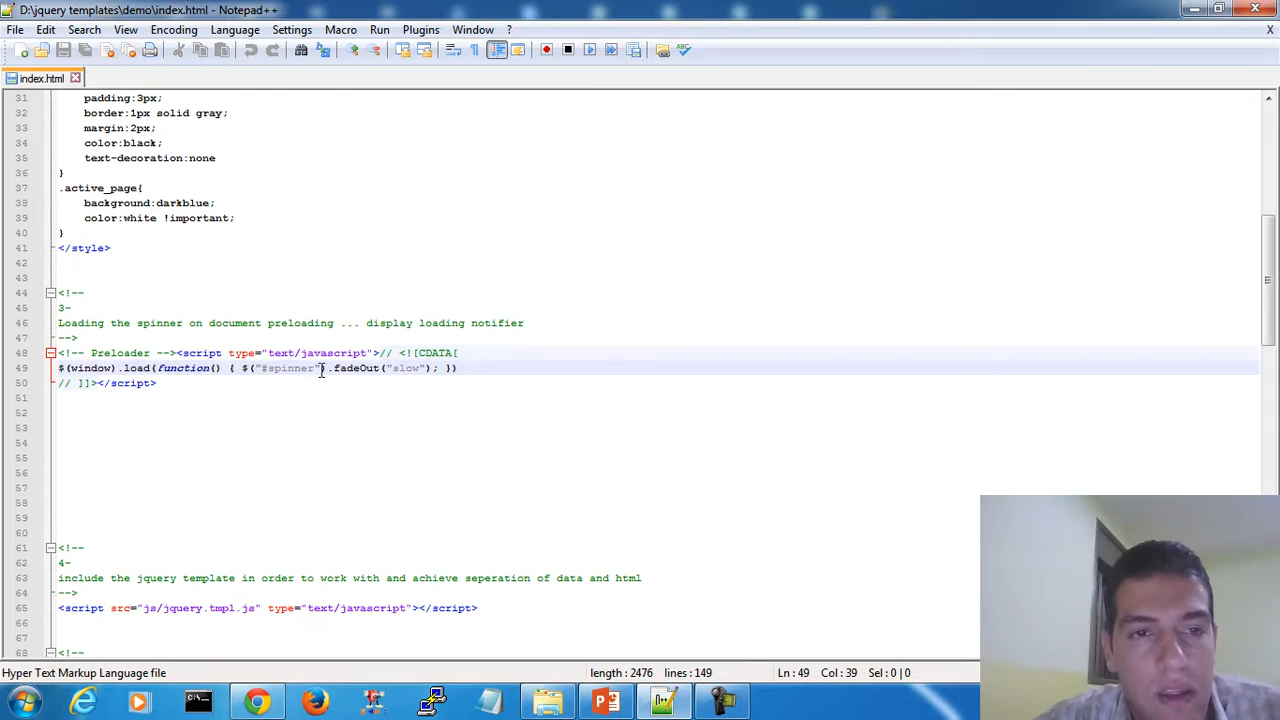 D:\jquery templates\demo\index.html - Notepad++
File Edit Search View Encoding Language Settings Macro Run Plugins Window ? X
index.html
31 padding:3px;
32 border:1px solid gray;
33 margin:2px;
34 color:black;
35 text-decoration:none
36 }
37 .active_page{
38 background:darkblue;
39 color:white !important;
40 }
41 </style>
42
43
44 <!--
45 3-
46 Loading the spinner on document preloading ... display loading notifier
47 -->
48 <!-- Preloader --><script type="text/javascript">// <![CDATA[
49 $(window).load(function() { $("#spinner").fadeOut("slow"); })
50 // ]]></script>
51
52
53
54
55
56
57
58
59
60
61 <!--
62 4-
63 include the jquery template in order to work with and achieve seperation of data and html
64 -->
65 <script src="js/jquery.tmpl.js" type="text/javascript"></script>
66
67
68 <!--
Hyper Text Markup Language file length : 2476 lines : 149 Ln : 49 Col : 39 Sel : 0 | 0